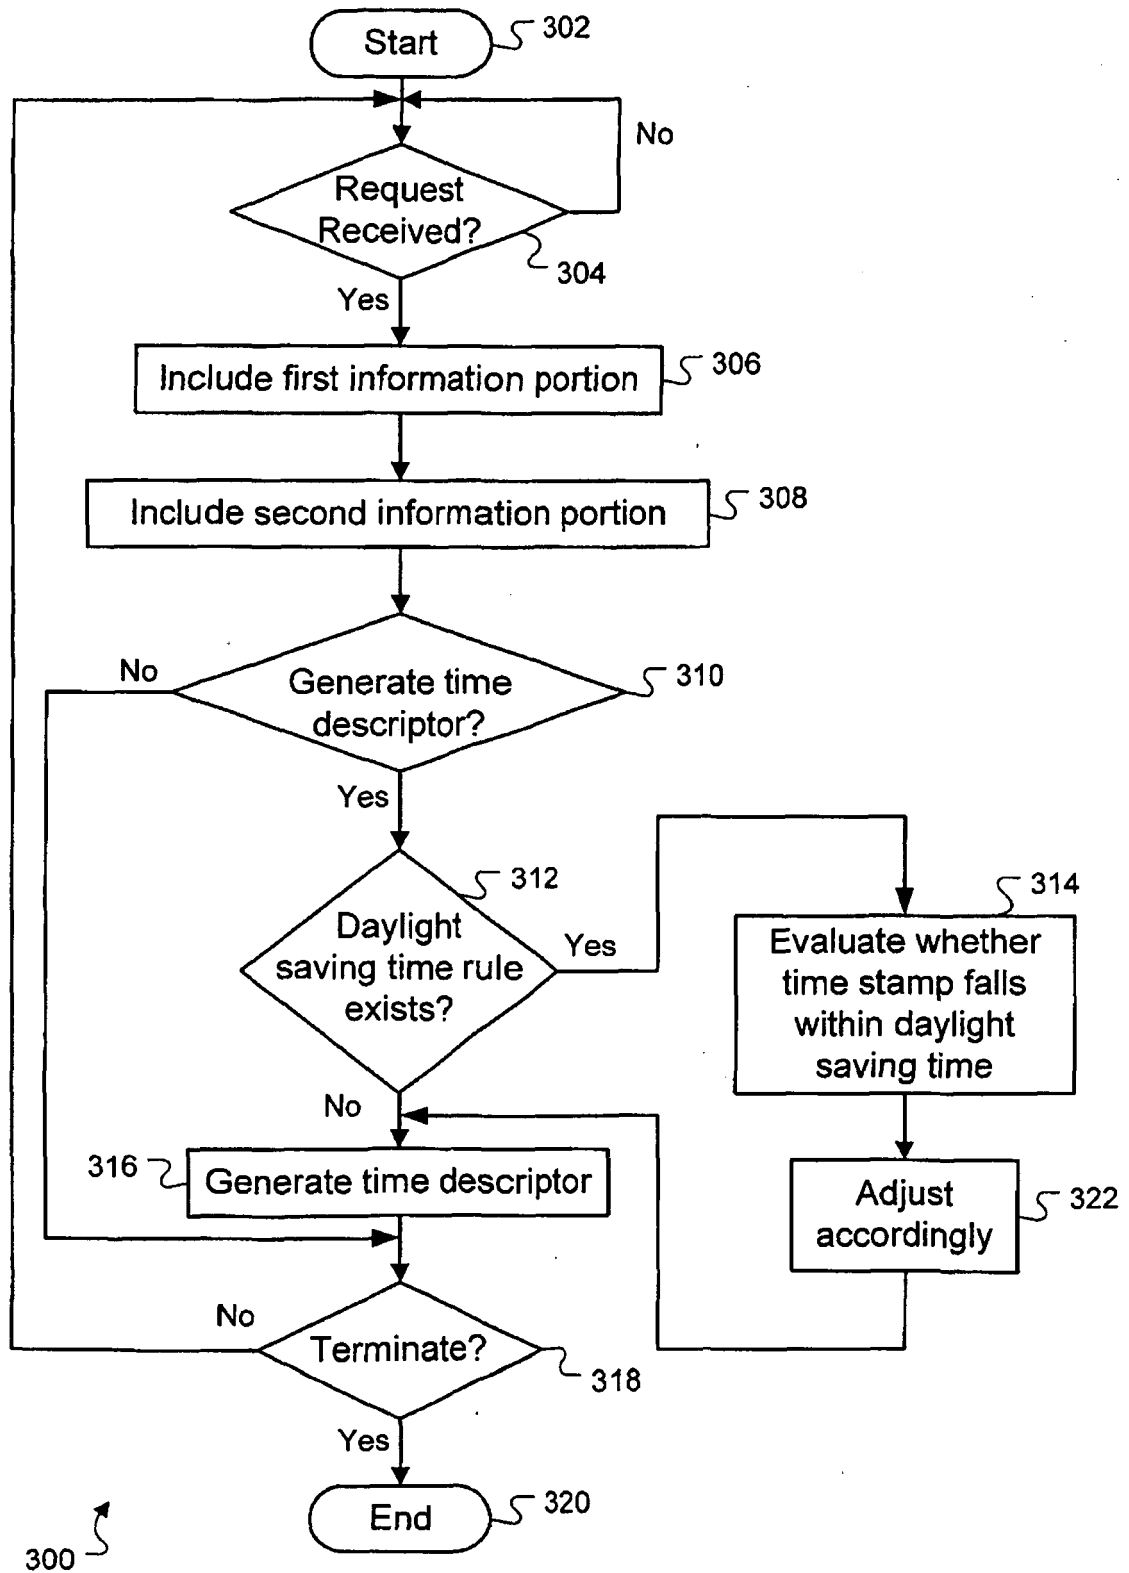 Start
302
No
Request
Received?
304
Yes
Include first information portion
306
Include second information portion
308
No
Generate time
descriptor?
310
Yes
312
Daylight
saving time rule
exists?
Yes
314
Evaluate whether
time stamp falls
within daylight
saving time
No
316
Generate time descriptor
Adjust
accordingly
322
No
Terminate?
318
Yes
End
320
300